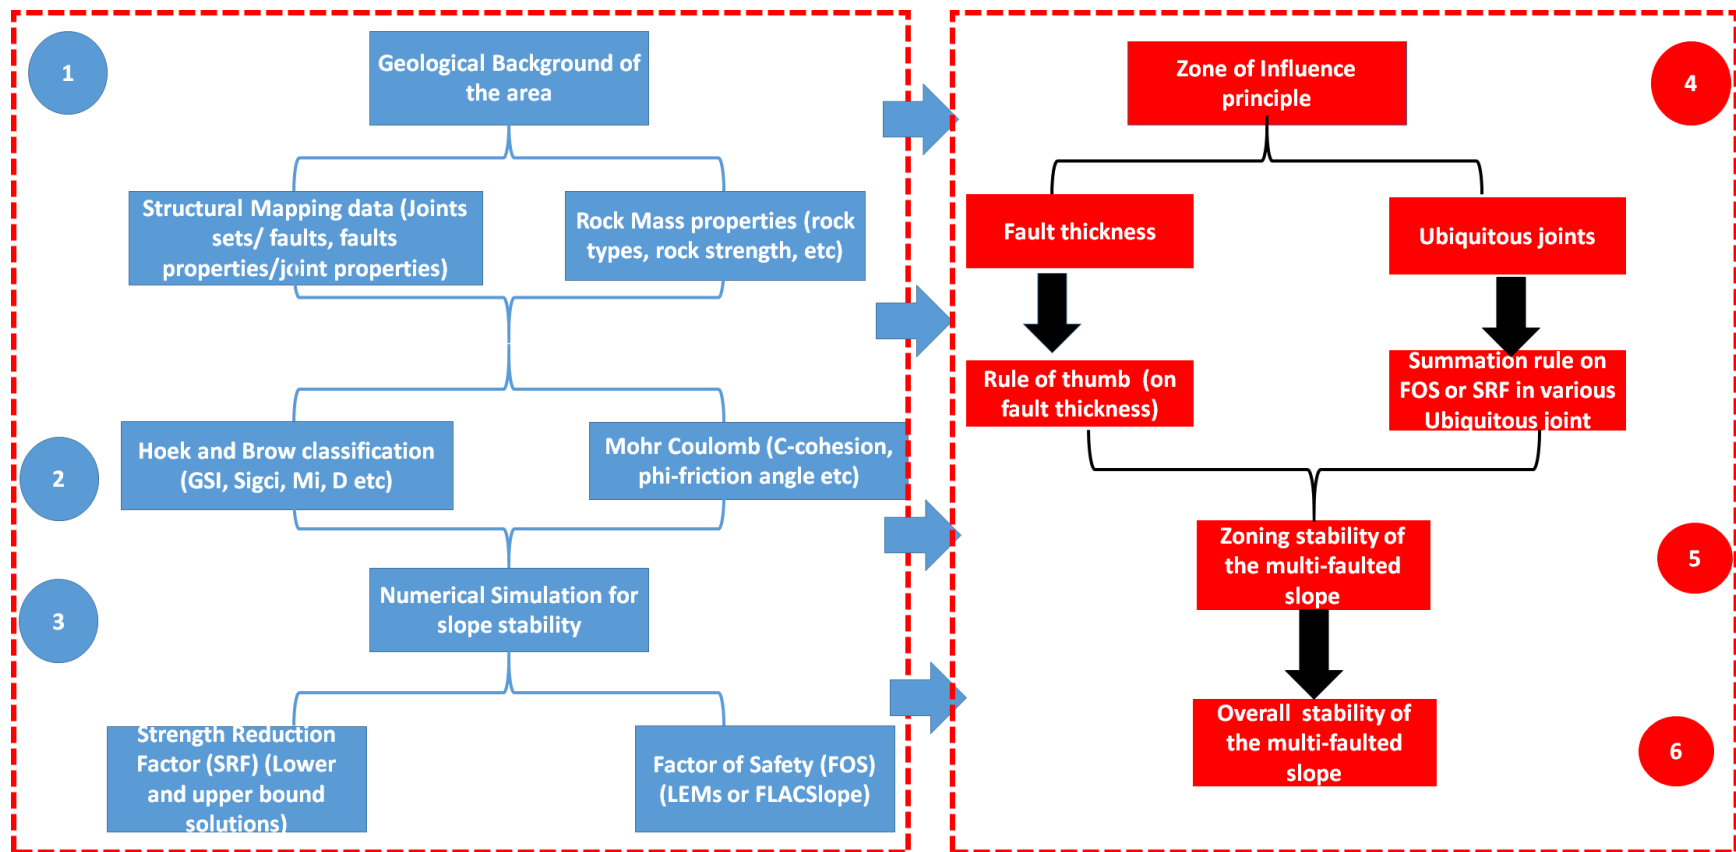 1
Geological Background of
the area
Structural Mapping data (Joints
sets/ faults, faults
properties/joint properties)
Rock Mass properties (rock
types, rock strength, etc)
2
Hoek and Brow classification
(GSI, Sigci, Mi, D etc)
Mohr Coulomb (C-cohesion,
phi-friction angle etc)
3
Numerical Simulation for
slope stability
Strength Reduction
Factor (SRF) (Lower
and upper bound
solutions)
Factor of Safety (FOS)
(LEMs or FLACSlope)
Zone of Influence
principle
4
Fault thickness
Ubiquitous joints
Rule of thumb (on
fault thickness)
Summation rule on
FOS or SRF in various
Ubiquitous joint
Zoning stability of
the multi-faulted
slope
5
Overall stability of
the multi-faulted
slope
6